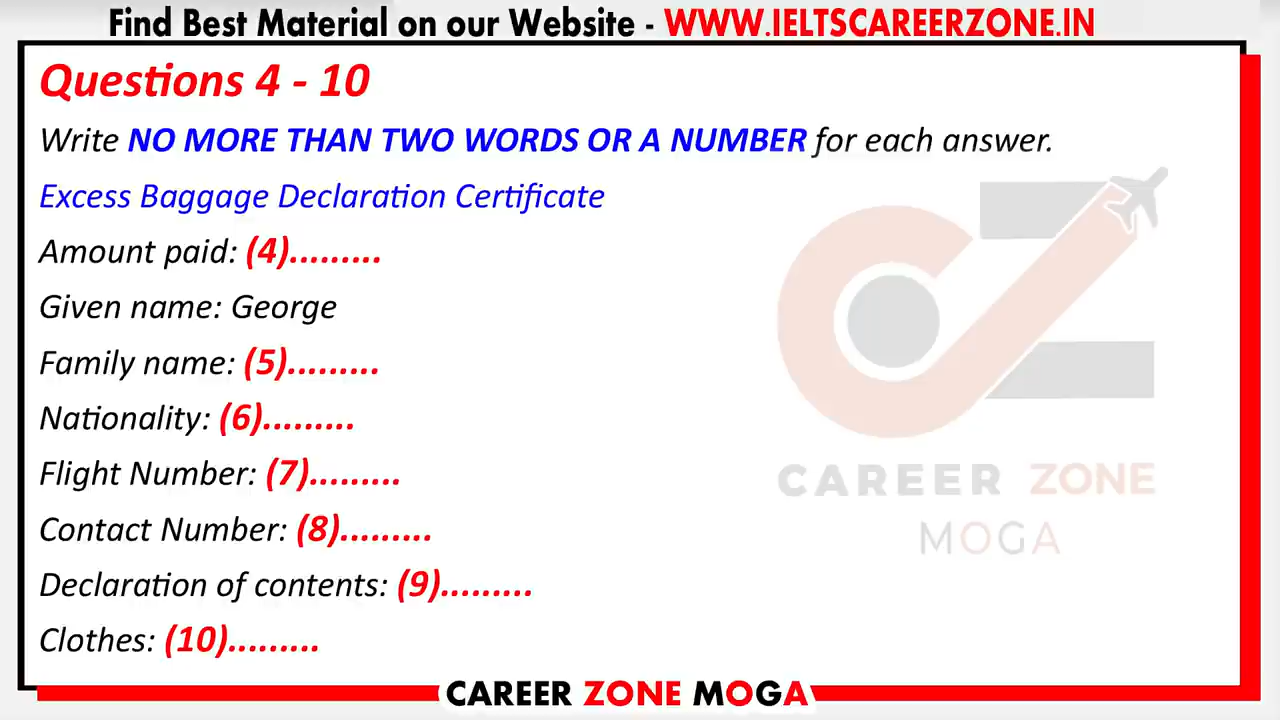 Find Best Material on our Website - WWW.IELTSCAREERZONE.IN
Questions 4 - 10
Write NO MORE THAN TWO WORDS OR A NUMBER for each answer.
Excess Baggage Declaration Certificate
Amount paid: (4).........
Given name: George
Family name: (5).........
Nationality: (6).........
Flight Number: (7).........
Contact Number: (8).........
Declaration of contents: (9).........
Clothes: (10).........
CAREER ZONE
MOGA
CAREER ZONE MOGA